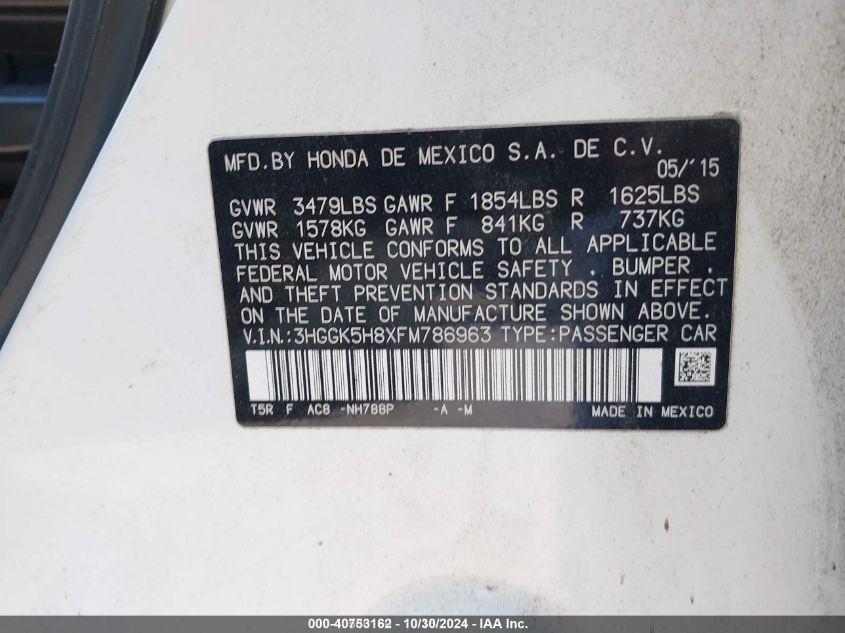 MFD.BY HONDA DE MEXICO S.A. DE C.V.
05/'15
GVWR 3479LBS GAWR F 1854LBS R 1625LBS
GVWR 1578KG GAWR F 841KG R 737KG
THIS VEHICLE CONFORMS TO ALL APPLICABLE
FEDERAL MOTOR VEHICLE SAFETY . BUMPER .
AND THEFT PREVENTION STANDARDS IN EFFECT
ON THE DATE OF MANUFACTURE SHOWN ABOVE.
V.I.N.:3HGGK5H8XFM786963 TYPE:PASSENGER CAR
T5R F AC8 -NH788P -A -M MADE IN MEXICO
000-40753162 - 10/30/2024 - IAA Inc.